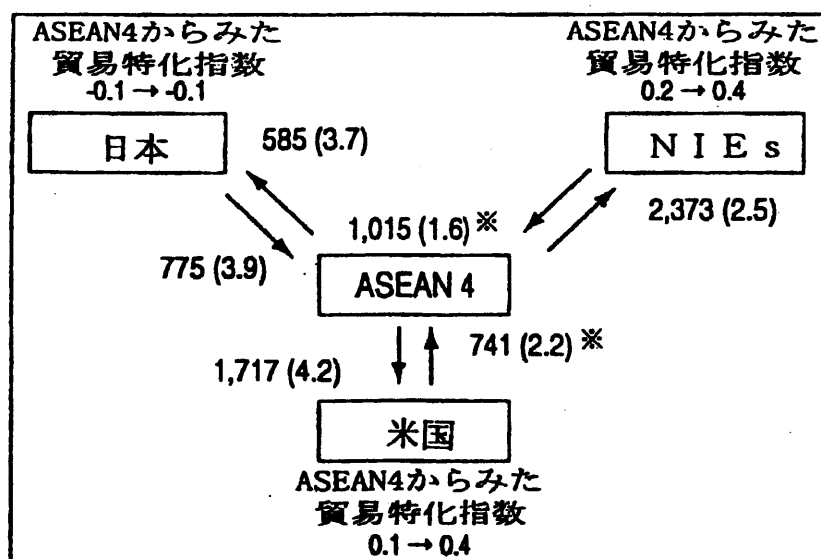 ASEAN4からみた
貿易特化指数
-0.1→-0.1
日本
ASEAN4からみた
貿易特化指数
0.2→0.4
NIEs
585 (3.7)
2,373 (2.5)
1,015 (1.6)※
775 (3.9)
ASEAN 4
741 (2.2)※
1,717 (4.2)
米国
ASEAN4からみた
貿易特化指数
0.1→0.4